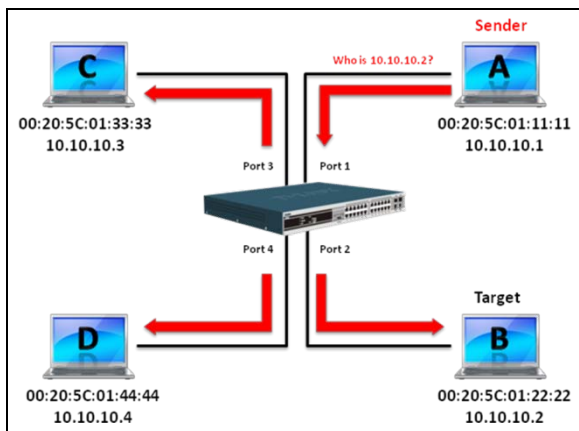 Sender
C
Who is 10.10.10.2?
A
00:20:5C:01:33:33
10.10.10.3
00:20:5C:01:11:11
10.10.10.1
Port 3
Port 1
Port 4
Port 2
Target
D
B
00:20:5C:01:44:44
10.10.10.4
00:20:5C:01:22:22
10.10.10.2